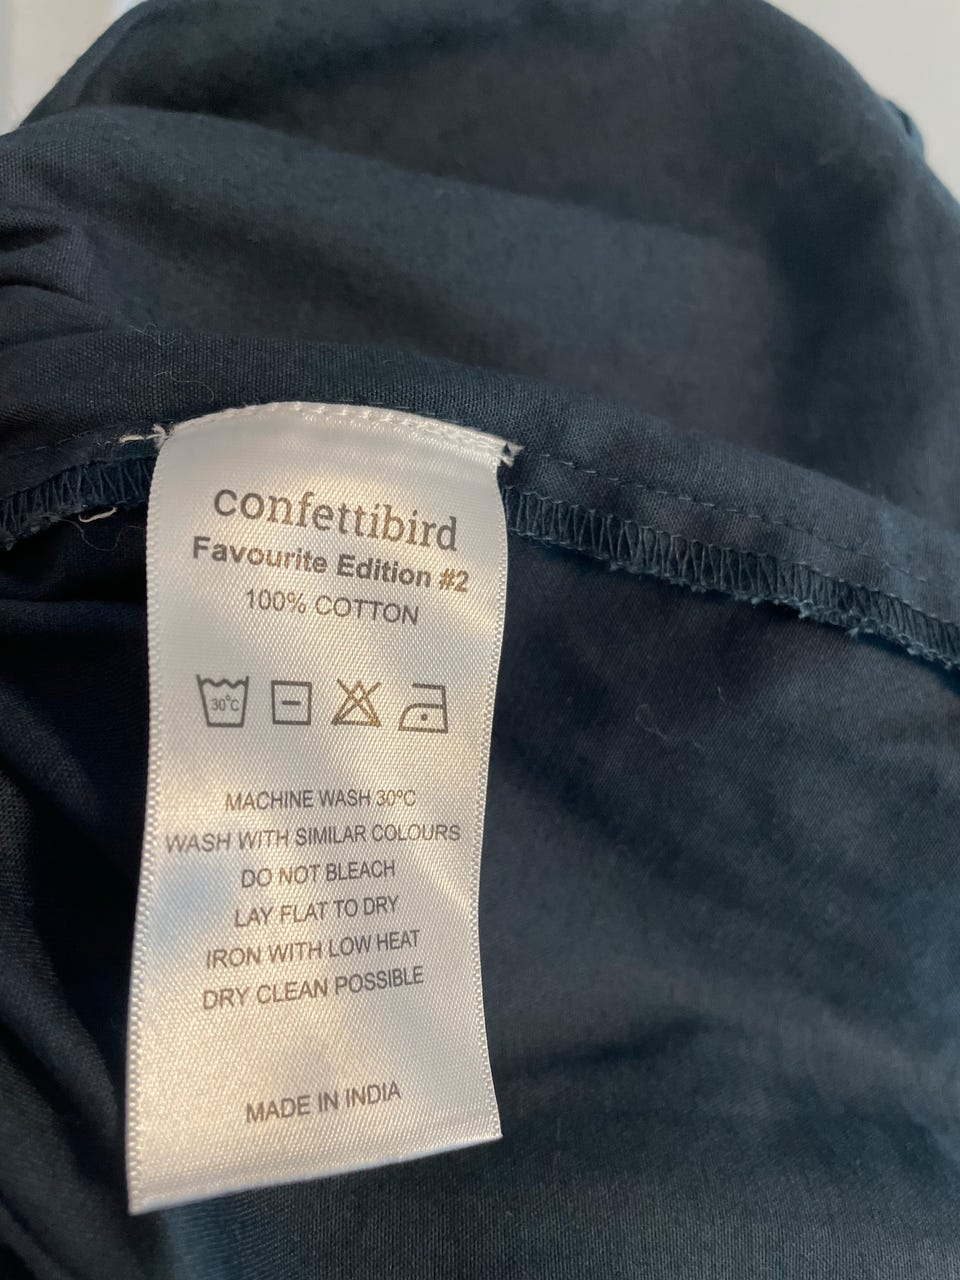 confettibird
Favourite Edition #2
100% COTTON
30°C
MACHINE WASH 30ºC
WASH WITH SIMILAR COLOURS
DO NOT BLEACH
LAY FLAT TO DRY
IRON WITH LOW HEAT
DRY CLEAN POSSIBLE
MADE IN INDIA